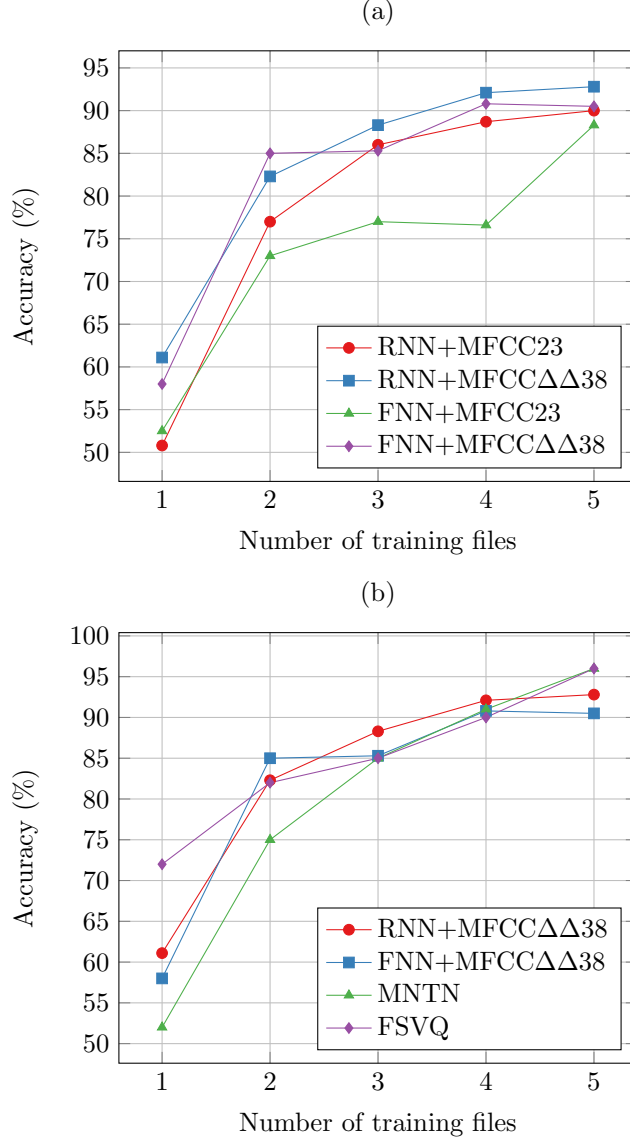 (a)
95
90
85
80
75
70
65
60
55
50
Accuracy (%)
RNN+MFCC23
RNN+MFCCΔΔ38
FNN+MFCC23
FNN+MFCCΔΔ38
1 2 3 4 5
Number of training files
(b)
100
95
90
85
80
75
70
65
60
55
50
Accuracy (%)
RNN+MFCCΔΔ38
FNN+MFCCΔΔ38
MNTN
FSVQ
1 2 3 4 5
Number of training files